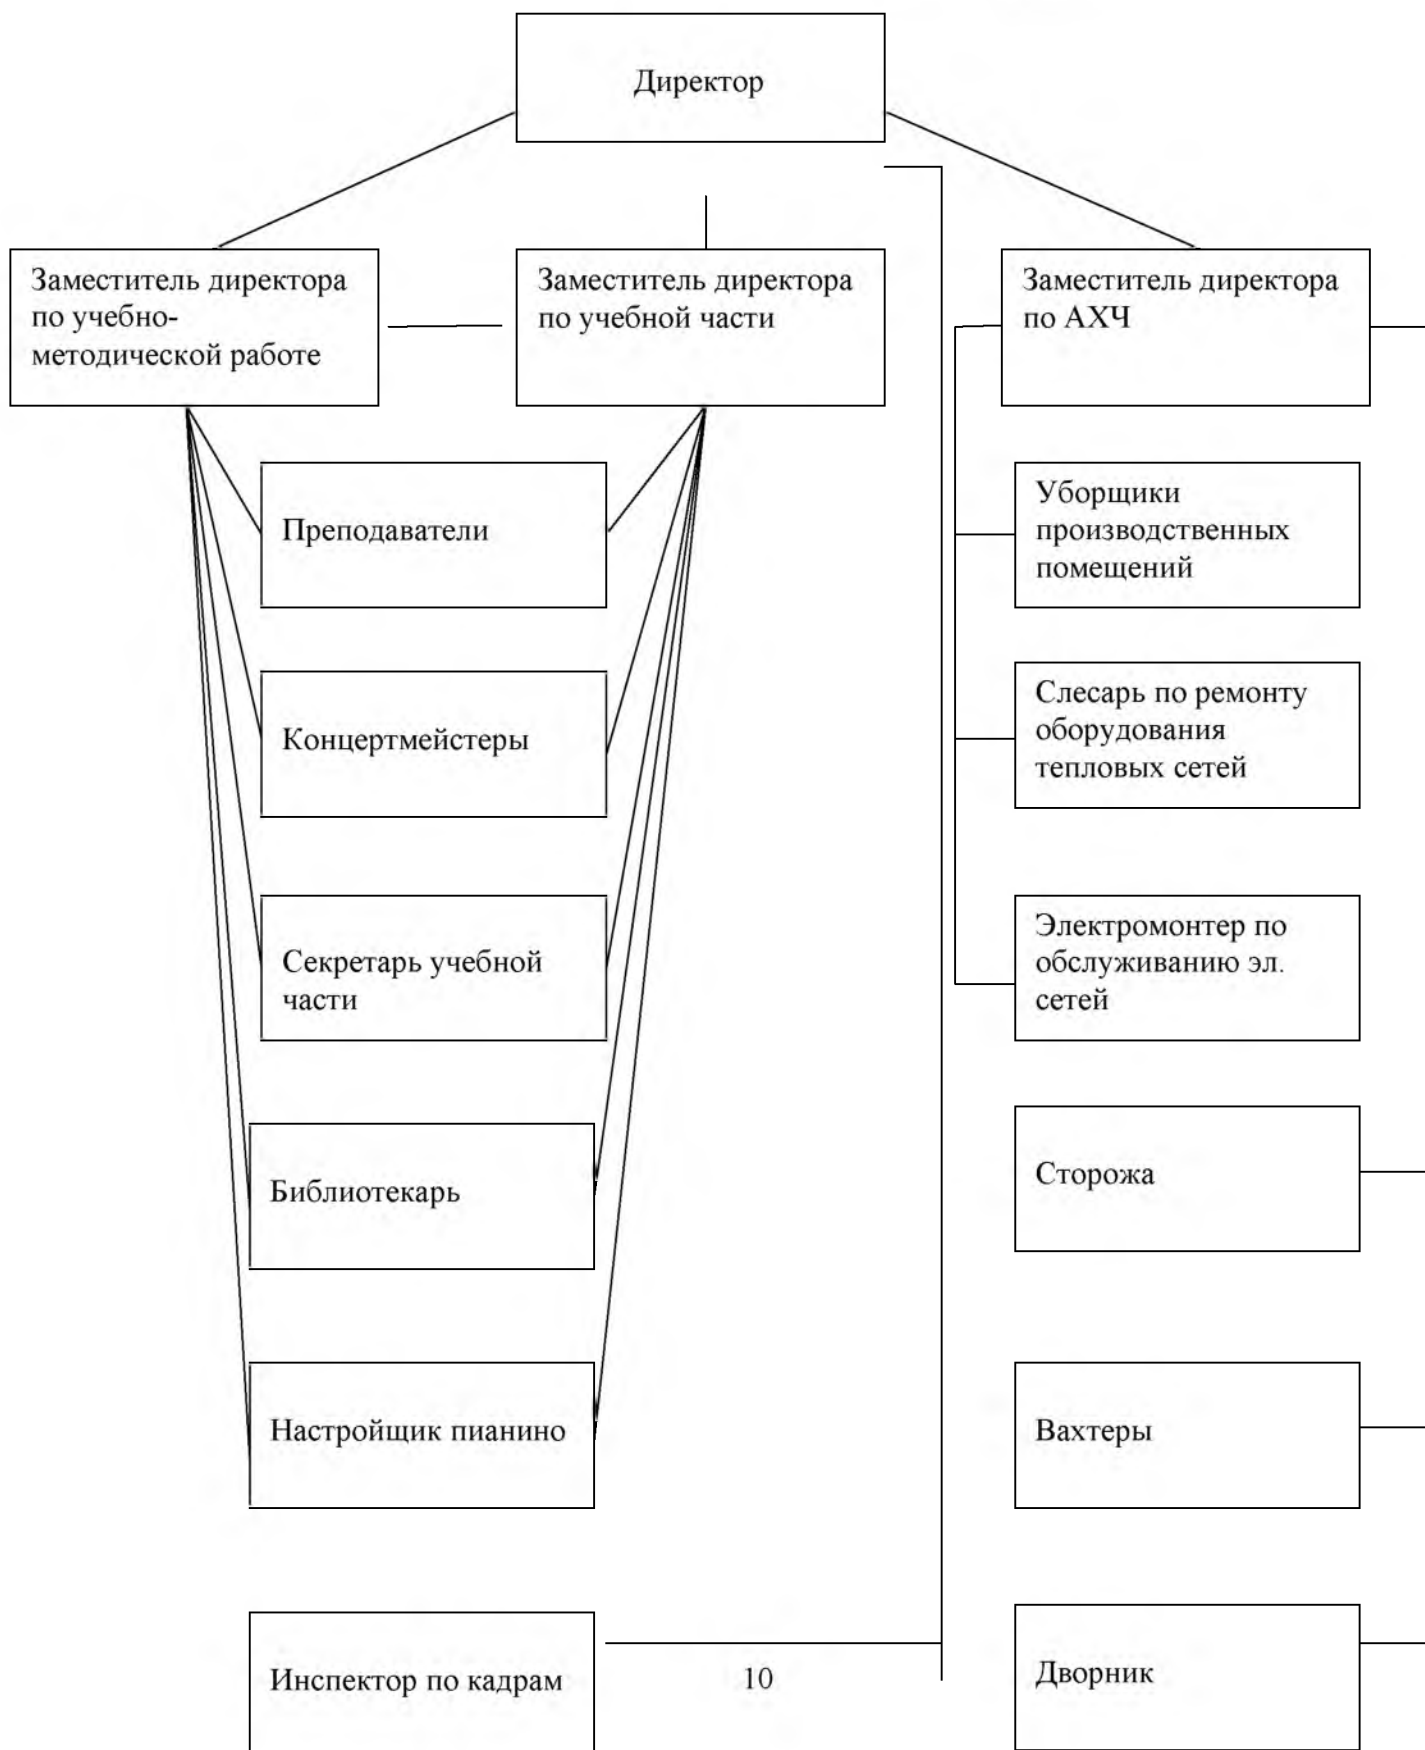 Директор
Заместитель директора
по учебно-
методической работе
Заместитель директора
по учебной части
Заместитель директора
по АХЧ
Преподаватели
Уборщики
производственных
помещений
Концертмейстеры
Слесарь по ремонту
оборудования
тепловых сетей
Секретарь учебной
части
Электромонтер по
обслуживанию эл.
сетей
Библиотекарь
Сторожа
Настройщик пианино
Вахтеры
Инспектор по кадрам
10
Дворник